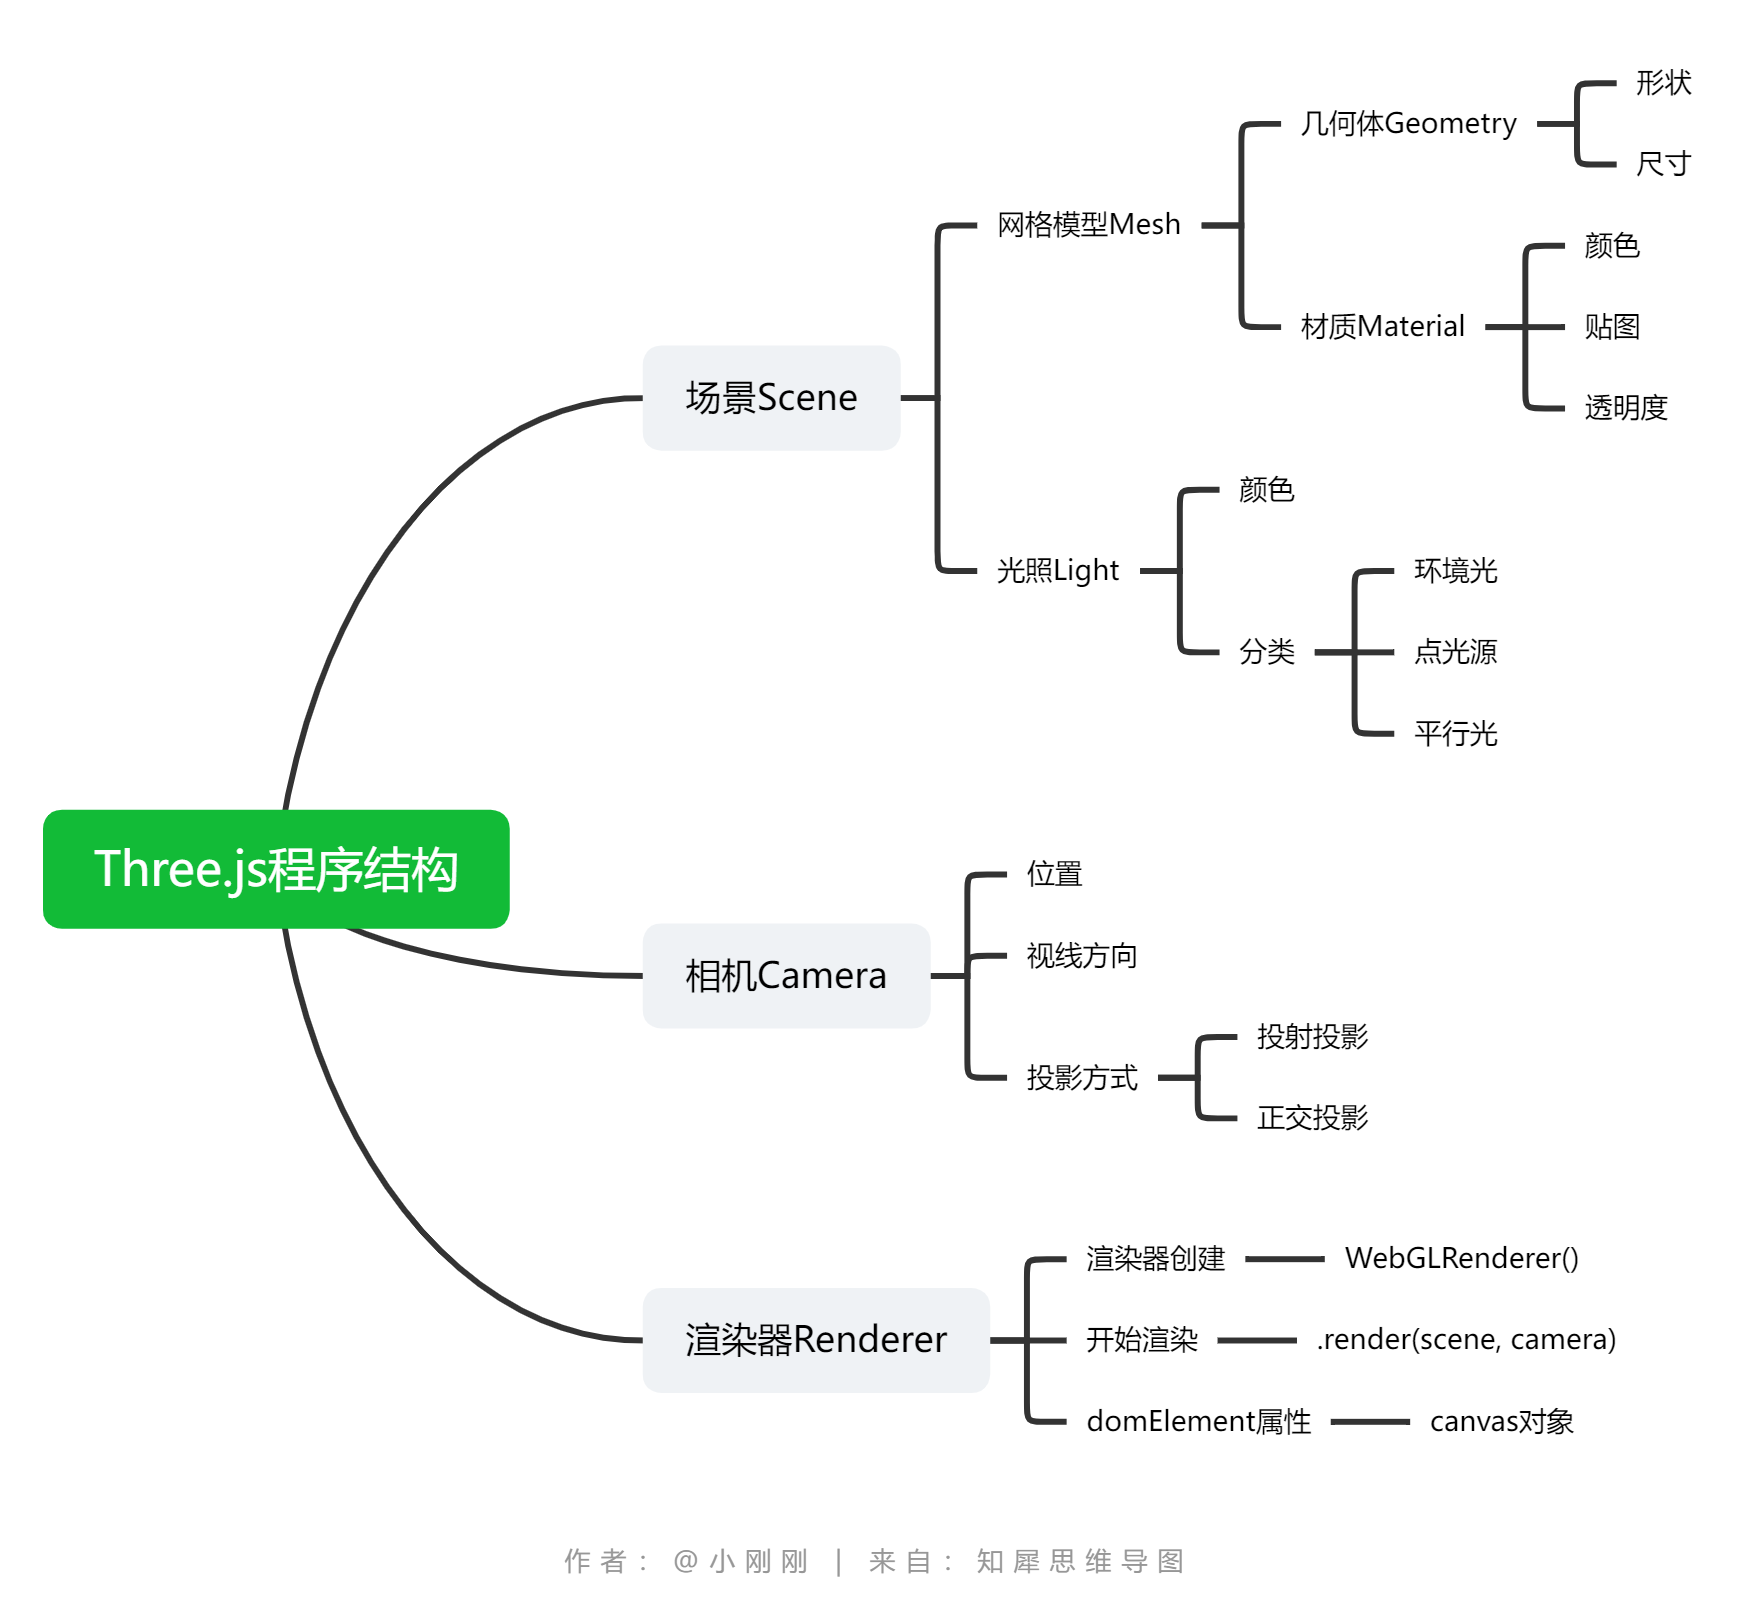 Three.js程序结构
场景Scene
网格模型Mesh
几何体Geometry
形状
尺寸
材质Material
颜色
贴图
透明度
光照Light
颜色
分类
环境光
点光源
平行光
相机Camera
位置
视线方向
投影方式
投射投影
正交投影
渲染器Renderer
渲染器创建
WebGLRenderer()
开始渲染
.render(scene, camera)
domElement属性
canvas对象
作者：@小刚刚 | 来自：知犀思维导图